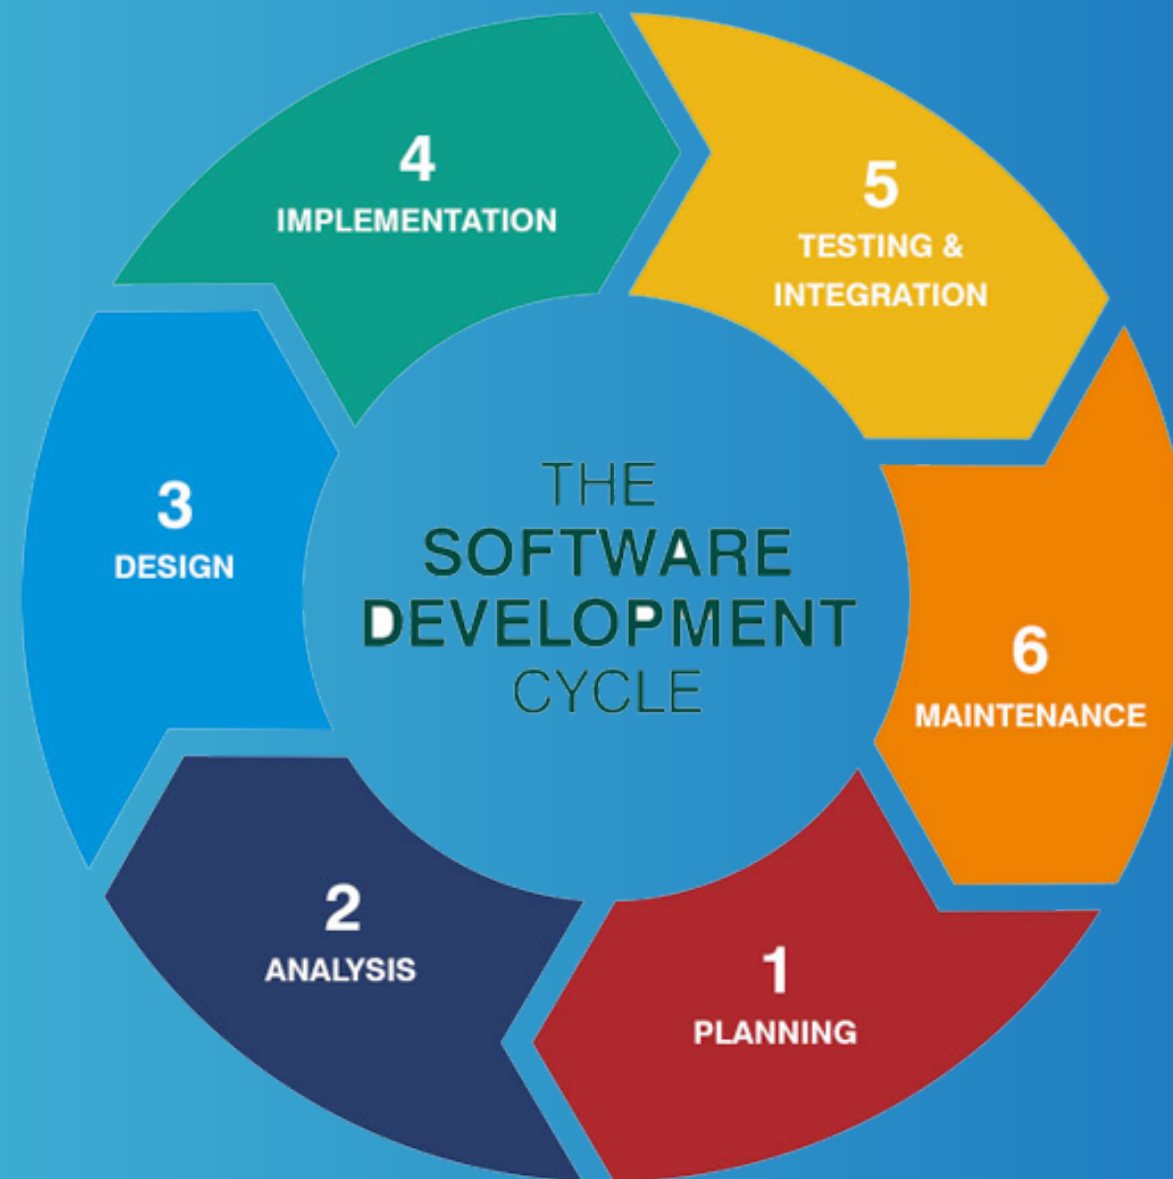 4
IMPLEMENTATION
5
TESTING &
INTEGRATION
3
DESIGN
THE
SOFTWARE
DEVELOPMENT
CYCLE
6
MAINTENANCE
2
ANALYSIS
1
PLANNING